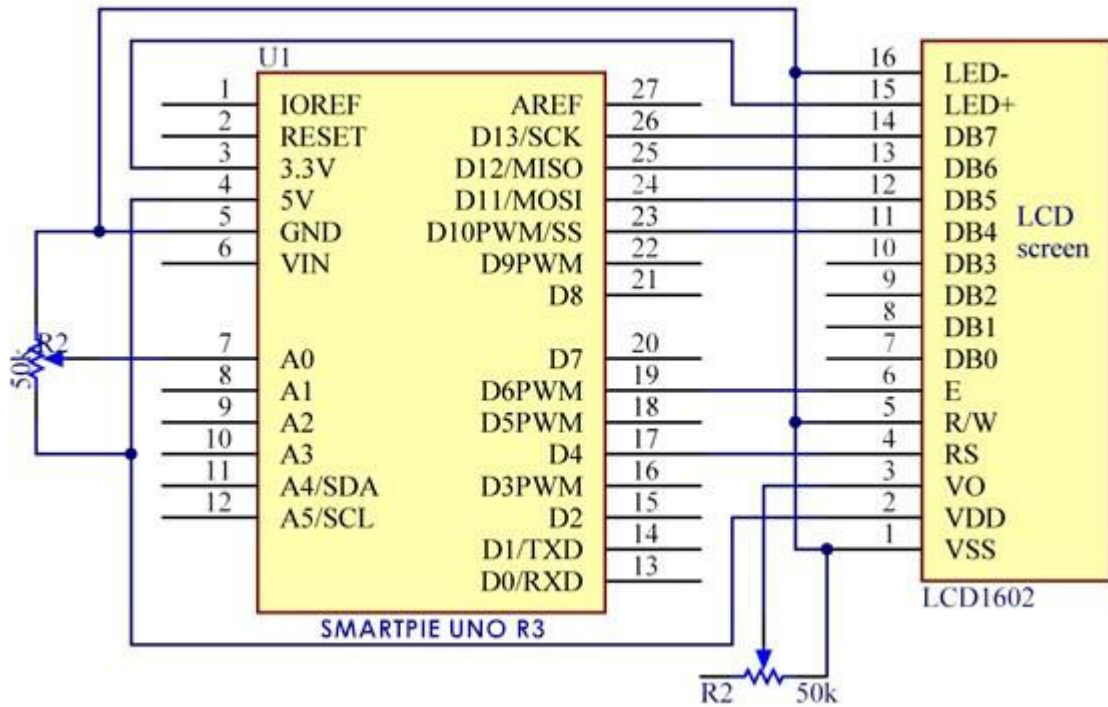 U1
1 IOREF AREF 27
2 RESET D13/SCK 26
3 3.3V D12/MISO 25
4 5V D11/MOSI 24
5 GND D10PWM/SS 23
6 VIN D9PWM 22
D8 21
7 A0 D7 20
8 A1 D6PWM 19
9 A2 D5PWM 18
10 A3 D4 17
11 A4/SDA D3PWM 16
12 A5/SCL D2 15
D1/TXD 14
D0/RXD 13
SMARTPIE UNO R3
R2
50k
16 LED-
15 LED+
14 DB7
13 DB6
12 DB5
11 DB4
10 DB3
9 DB2
8 DB1
7 DB0
6 E
5 R/W
4 RS
3 VO
2 VDD
1 VSS
LCD
screen
LCD1602
R2 50k